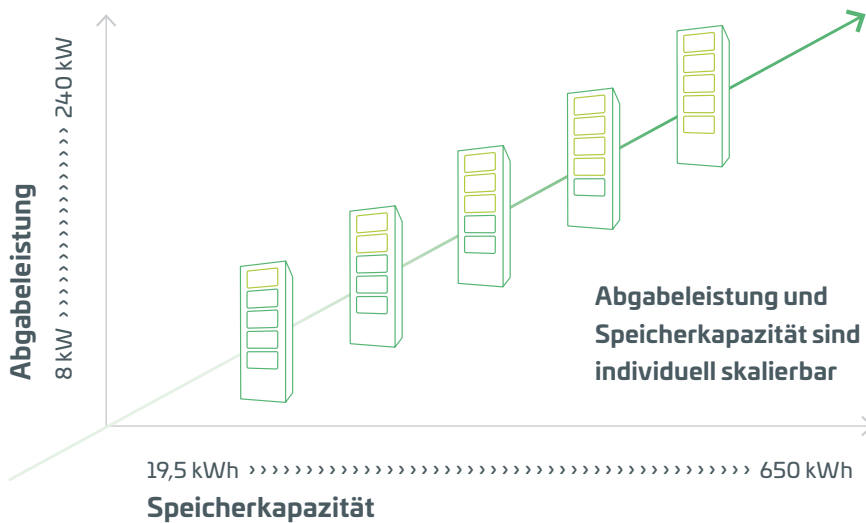 Abgabeleistung
8 kW ›››››››››››››››››› 240 kW
Abgabeleistung und
Speicherkapazität sind
individuell skalierbar
19,5 kWh ››››››››››››››››››››››››››››››››› 650 kWh
Speicherkapazität